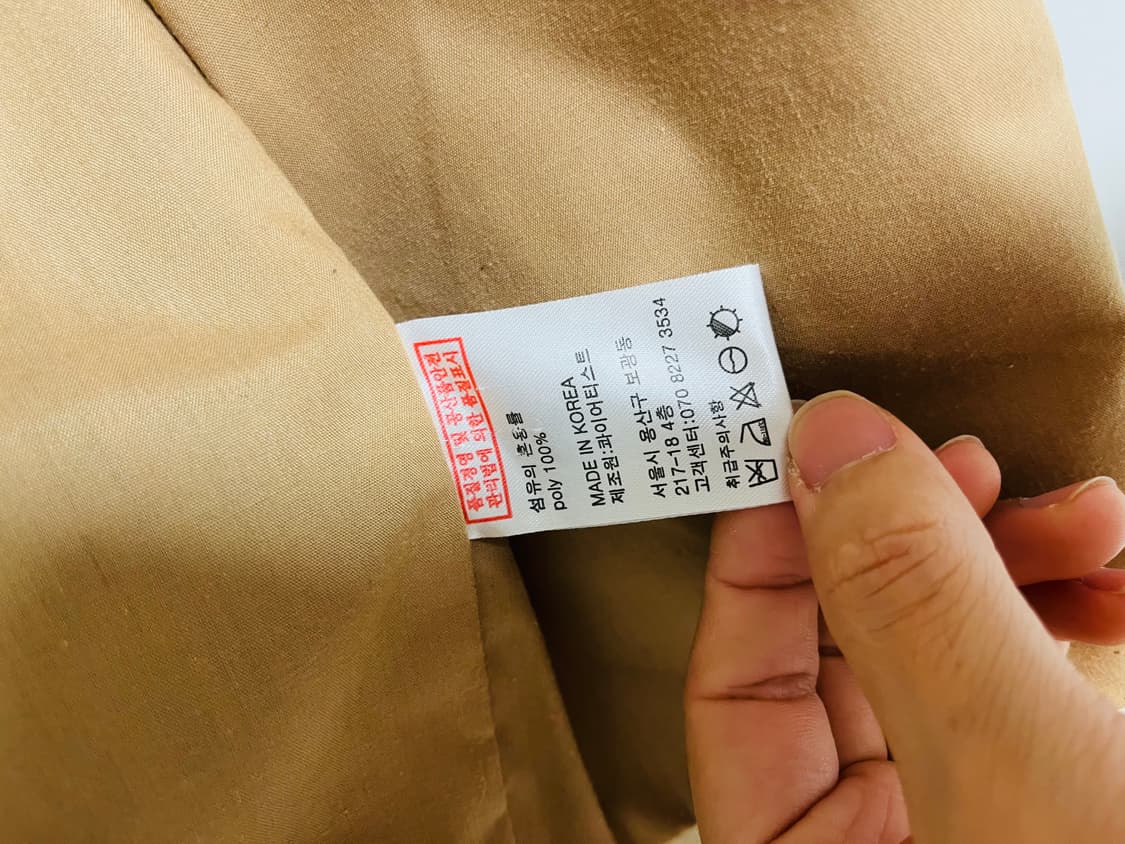 품질경영 및 공산품안전
관리법에 의한 품질표시
섬유의 혼용률
poly 100%
MADE IN KOREA
제조원:콰이어티스트
서울시 용산구 보광동
217-18 4층
고객센터:070 8227 3534
취급주의사항